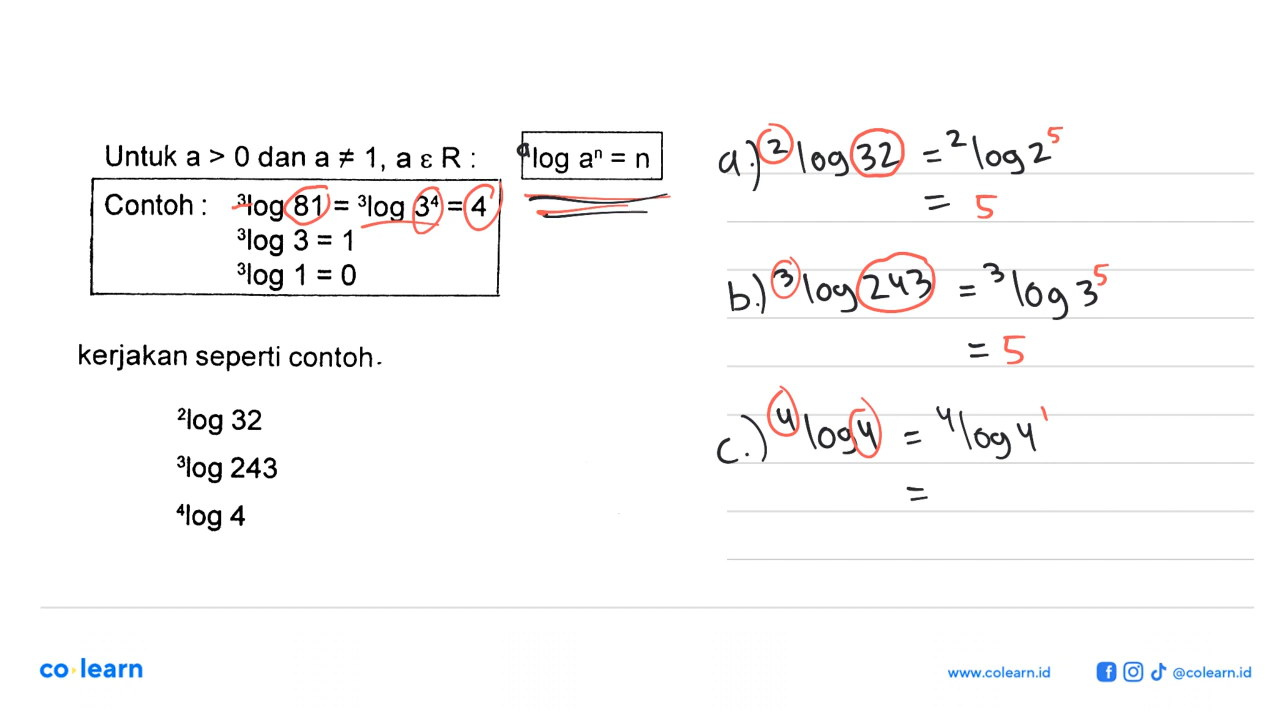 Untuk a > 0 dan a ≠ 1, a ε R : ᵃlog aⁿ = n
Contoh : ³log 81 = ³log 3⁴ = 4
³log 3 = 1
³log 1 = 0
kerjakan seperti contoh.
²log 32
³log 243
⁴log 4
a.) ²log 32 = ²log 2⁵
= 5
b.) ³log 243 = ³log 3⁵
= 5
c.) ⁴log 4 = ⁴log 4¹
=
co learn
www.colearn.id
@colearn.id